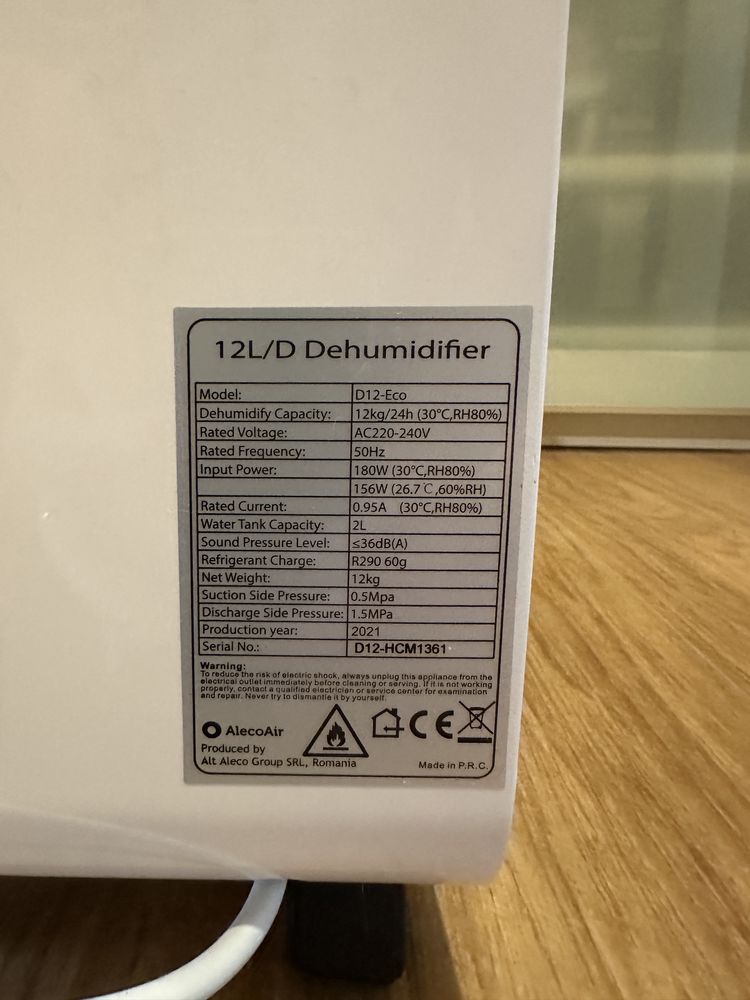 12L/D Dehumidifier
Model: D12-Eco
Dehumidify Capacity: 12kg/24h (30°C,RH80%)
Rated Voltage: AC220-240V
Rated Frequency: 50Hz
Input Power: 180W (30°C,RH80%)
156W (26.7℃,60%RH)
Rated Current: 0.95A (30°C,RH80%)
Water Tank Capacity: 2L
Sound Pressure Level: ≤36dB(A)
Refrigerant Charge: R290 60g
Net Weight: 12kg
Suction Side Pressure: 0.5Mpa
Discharge Side Pressure: 1.5MPa
Production year: 2021
Serial No.: D12-HCM1361
Warning:
To reduce the risk of electric shock, always unplug this appliance from the
electrical outlet immediately before cleaning or serving. If it is not working
properly, contact a qualified electrician or service center for examination
and repair. Never try to dismantle it by yourself.
AlecoAir
CE
Produced by
Alt Aleco Group SRL, Romania
Made in P.R.C.